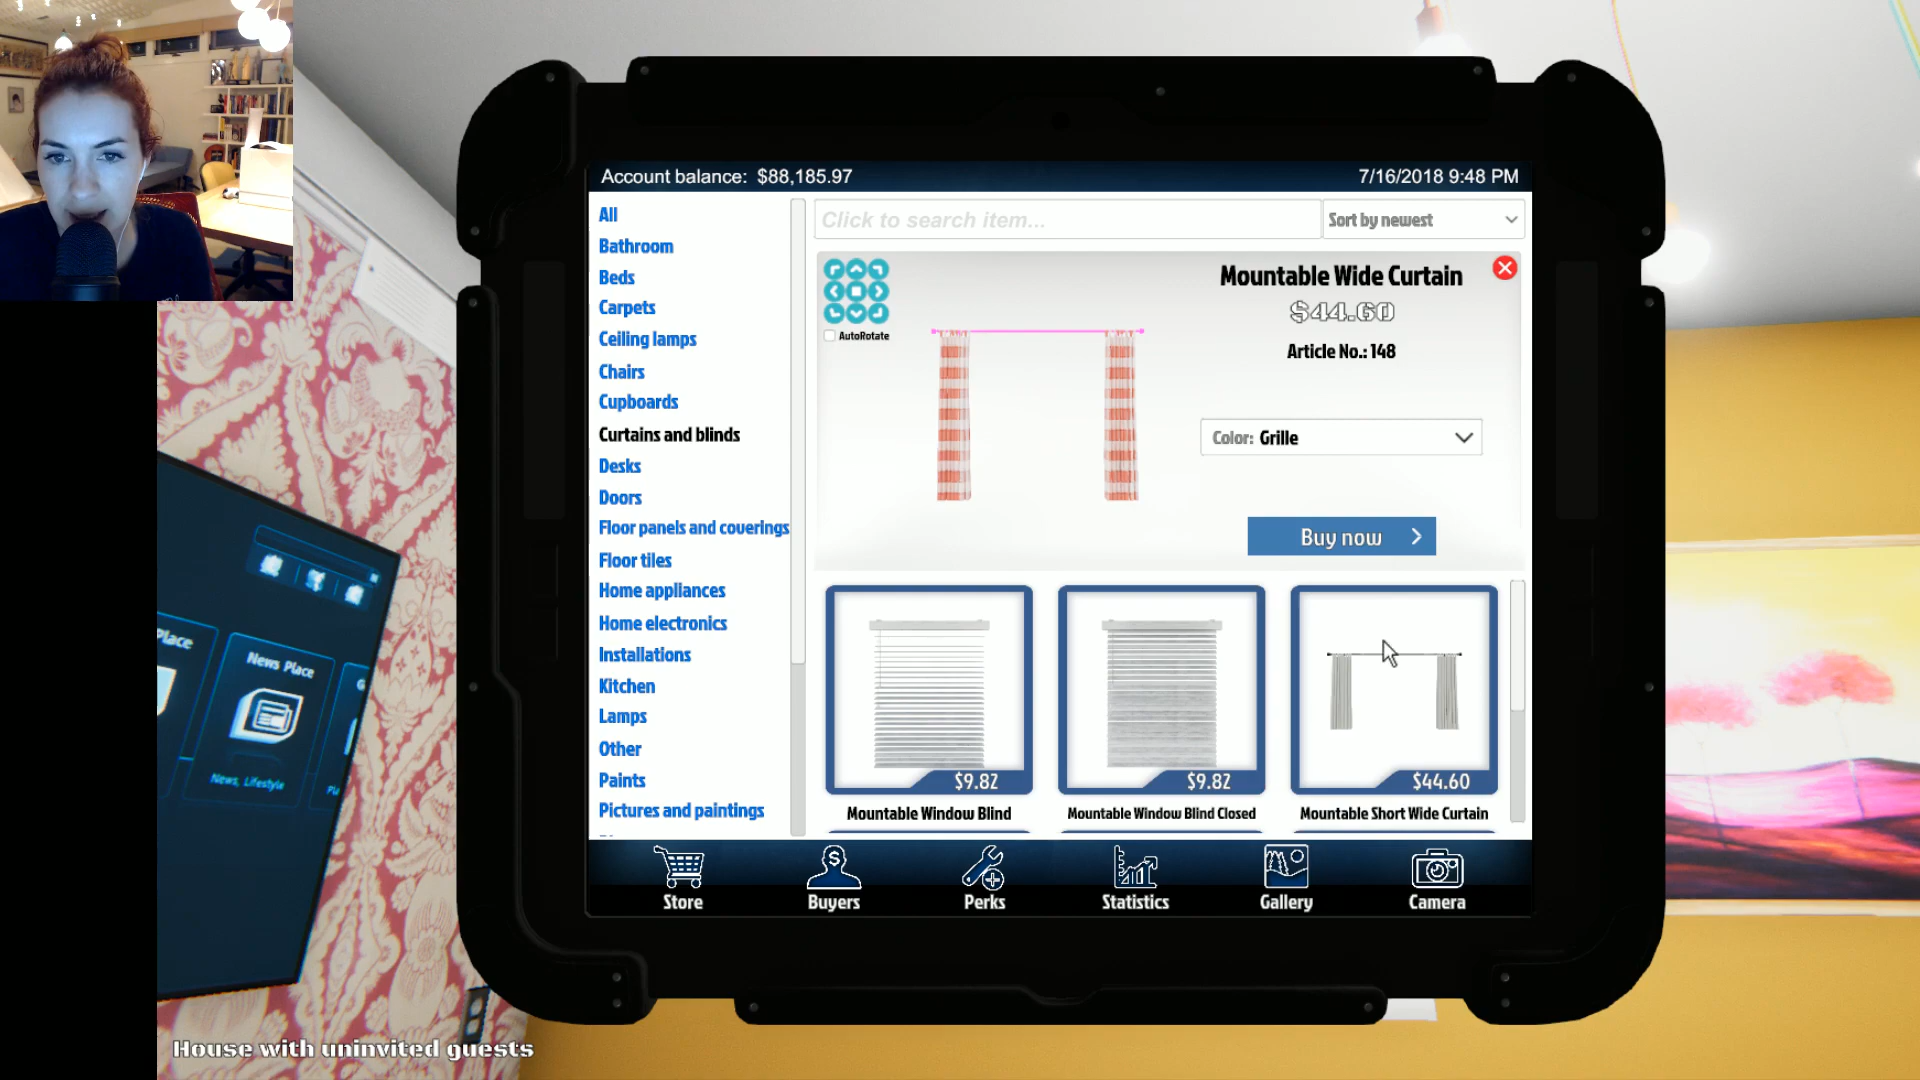 Account balance: $88,185.97
7/16/2018 9:48 PM
All
Bathroom
Beds
Carpets
Ceiling lamps
Chairs
Cupboards
Curtains and blinds
Desks
Doors
Floor panels and coverings
Floor tiles
Home appliances
Home electronics
Installations
Kitchen
Lamps
Other
Paints
Pictures and paintings
Click to search item...
Sort by newest
AutoRotate
Mountable Wide Curtain
$44.60
Article No.: 148
Color: Grille
Buy now
$9.82
Mountable Window Blind
$9.82
Mountable Window Blind Closed
$44.60
Mountable Short Wide Curtain
Store
Buyers
Perks
Statistics
Gallery
Camera
Place
News Place
News, Lifestyle
House with uninvited guests